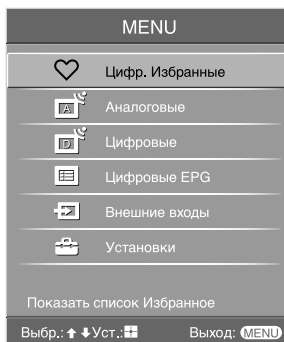 MENU
Цифр. Избранные
A Аналоговые
D Цифровые
Цифровые EPG
Внешние входы
Установки
Показать список Избранное
Выбр.: Уст.: Выход: MENU